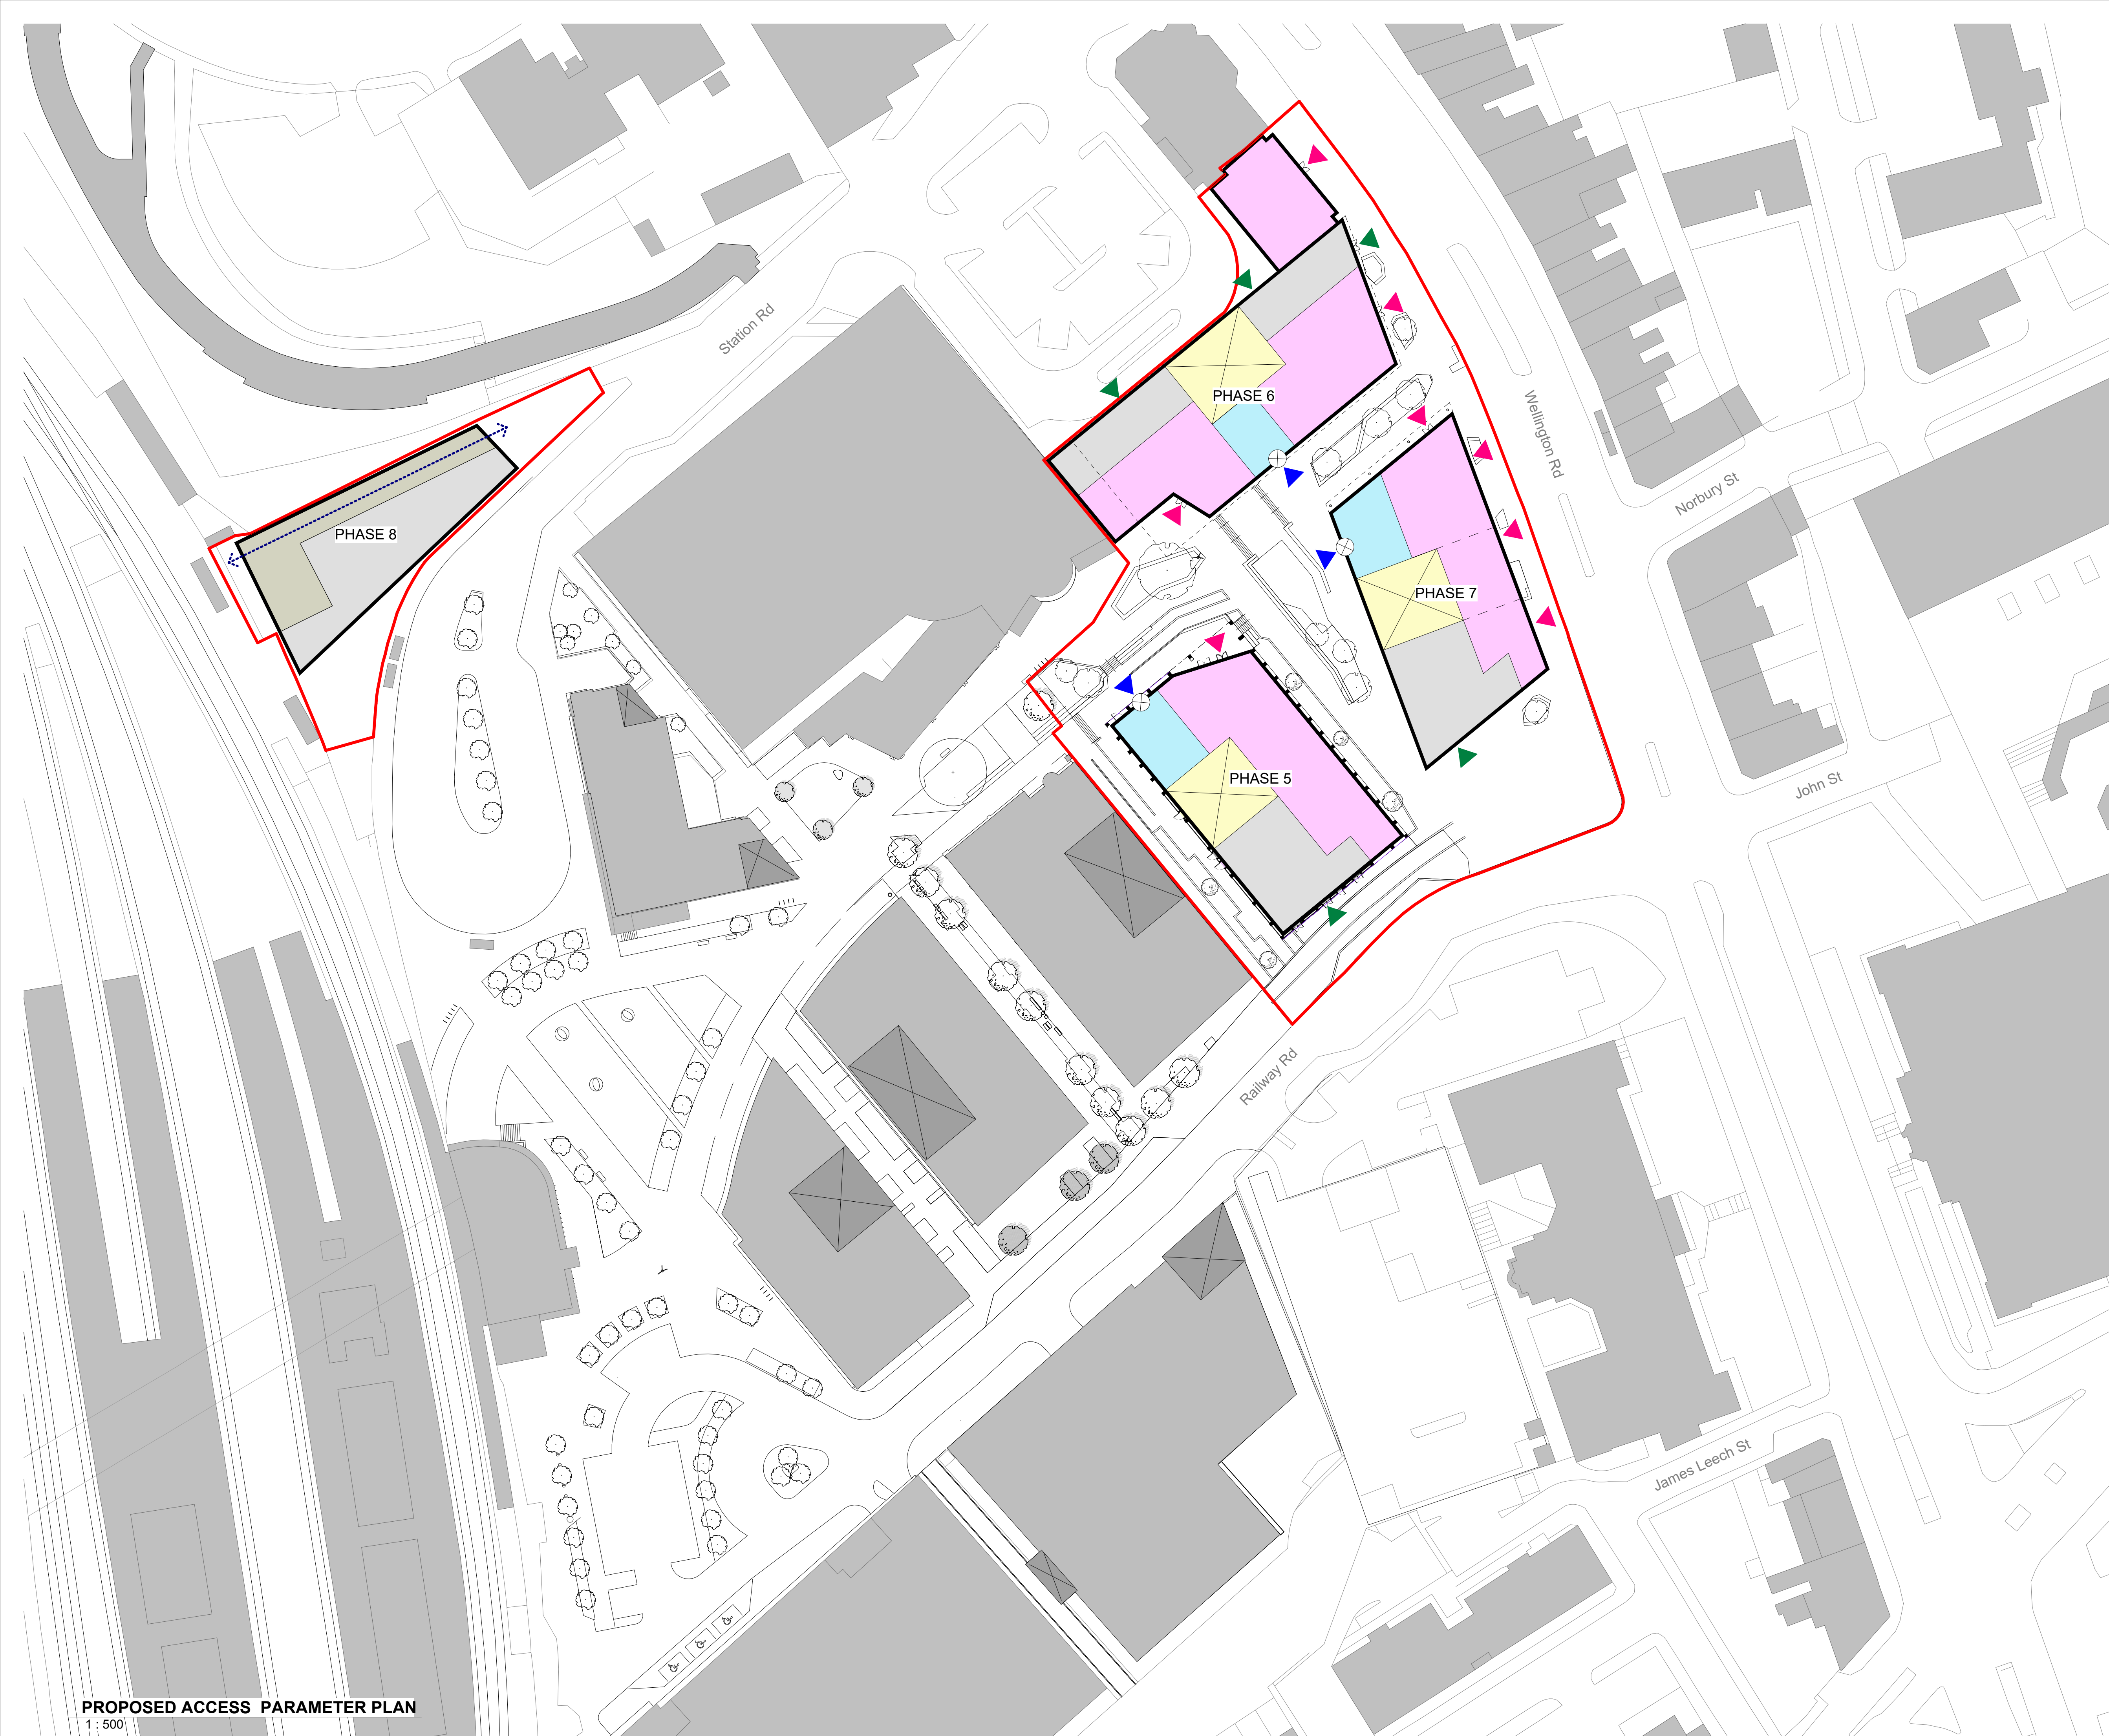 Station Rd
PHASE 6
Wellington Rd
Norbury St
PHASE 8
PHASE 7
PHASE 5
John St
Railway Rd
James Leech St
PROPOSED ACCESS PARAMETER PLAN
1 : 500